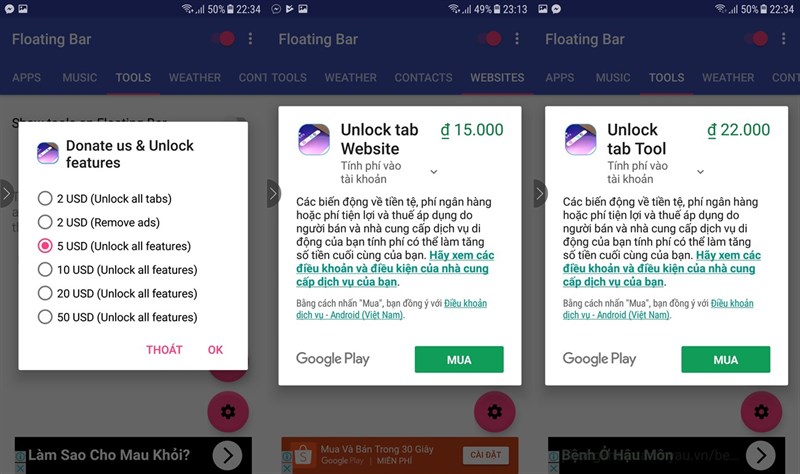 50% 22:34
Floating Bar
APPS MUSIC TOOLS WEATHER CONT
Show tools on Floating Bar
Donate us & Unlock
features
2 USD (Unlock all tabs)
2 USD (Remove ads)
5 USD (Unlock all features)
10 USD (Unlock all features)
20 USD (Unlock all features)
50 USD (Unlock all features)
THOÁT OK
Làm Sao Cho Mau Khỏi?
49% 23:13
Floating Bar
TOOLS WEATHER CONTACTS WEBSITES
Unlock tab
Website
₫ 15.000
Tính phí vào
tài khoản
Các biến động về tiền tệ, phí ngân hàng
hoặc phí tiện lợi và thuế áp dụng do
người bán và nhà cung cấp dịch vụ di
động của bạn tính phí có thể làm tăng
số tiền cuối cùng của bạn. Hãy xem các
điều khoản và điều kiện của nhà cung
cấp dịch vụ của bạn.
Bằng cách nhấn "Mua", bạn đồng ý với Điều khoản
dịch vụ - Android (Việt Nam).
Google Play MUA
Mua Và Bán Trong 30 Giây
Google Play | MIỄN PHÍ
CÀI ĐẶT
50% 22:34
Floating Bar
APPS MUSIC TOOLS WEATHER CONT
Unlock
tab Tool
₫ 22.000
Tính phí vào
tài khoản
Các biến động về tiền tệ, phí ngân hàng
hoặc phí tiện lợi và thuế áp dụng do
người bán và nhà cung cấp dịch vụ di
động của bạn tính phí có thể làm tăng
số tiền cuối cùng của bạn. Hãy xem các
điều khoản và điều kiện của nhà cung
cấp dịch vụ của bạn.
Bằng cách nhấn "Mua", bạn đồng ý với Điều khoản
dịch vụ - Android (Việt Nam).
Google Play MUA
Bệnh Ở Hậu Môn